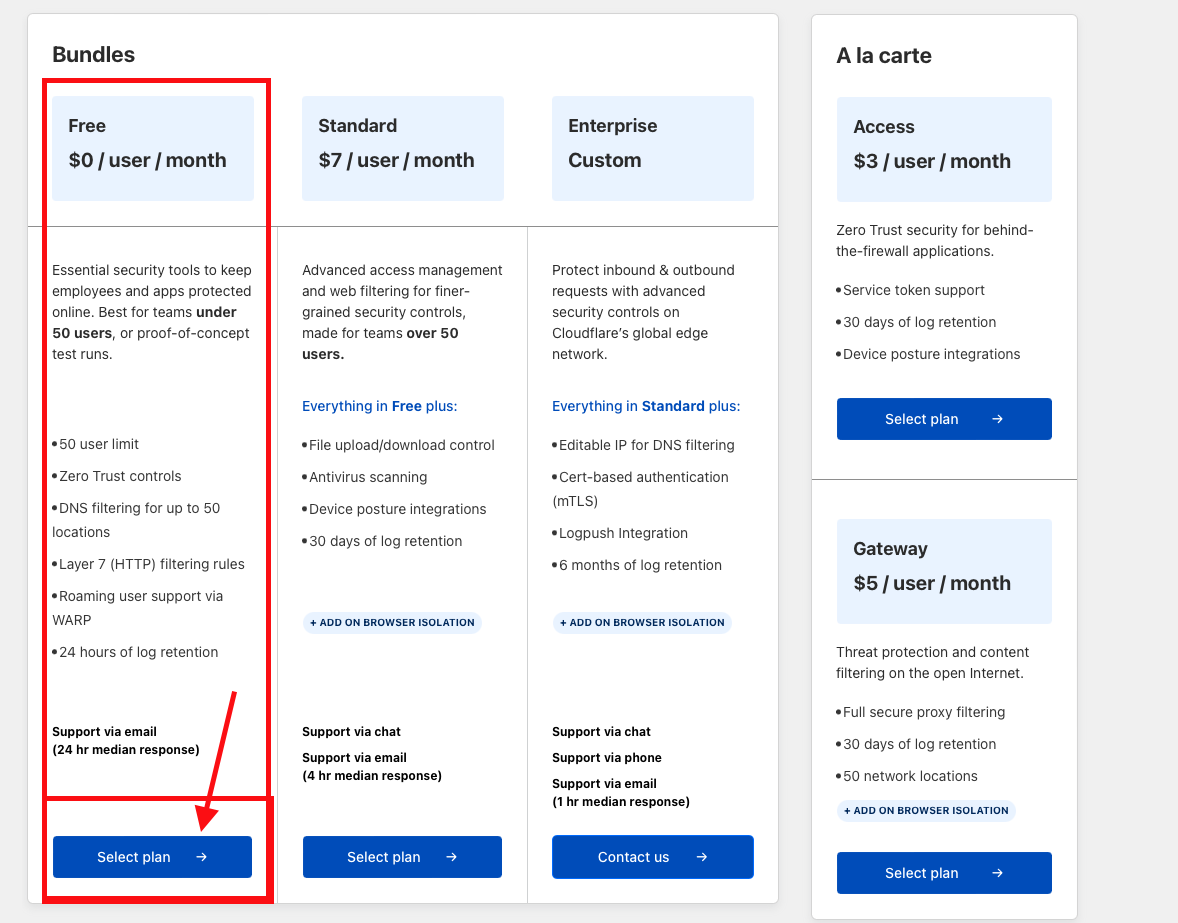 Bundles
Free
$0 / user / month
Essential security tools to keep
employees and apps protected
online. Best for teams under
50 users, or proof-of-concept
test runs.
•50 user limit
•Zero Trust controls
•DNS filtering for up to 50
locations
•Layer 7 (HTTP) filtering rules
•Roaming user support via
WARP
•24 hours of log retention
Support via email
(24 hr median response)
Select plan →
Standard
$7 / user / month
Advanced access management
and web filtering for finer-
grained security controls,
made for teams over 50
users.
Everything in Free plus:
•File upload/download control
•Antivirus scanning
•Device posture integrations
•30 days of log retention
+ ADD ON BROWSER ISOLATION
Support via chat
Support via email
(4 hr median response)
Select plan →
Enterprise
Custom
Protect inbound & outbound
requests with advanced
security controls on
Cloudflare's global edge
network.
Everything in Standard plus:
•Editable IP for DNS filtering
•Cert-based authentication
(mTLS)
•Logpush Integration
•6 months of log retention
+ ADD ON BROWSER ISOLATION
Support via chat
Support via phone
Support via email
(1 hr median response)
Contact us →
A la carte
Access
$3 / user / month
Zero Trust security for behind-
the-firewall applications.
•Service token support
•30 days of log retention
•Device posture integrations
Select plan →
Gateway
$5 / user / month
Threat protection and content
filtering on the open Internet.
•Full secure proxy filtering
•30 days of log retention
•50 network locations
+ ADD ON BROWSER ISOLATION
Select plan →